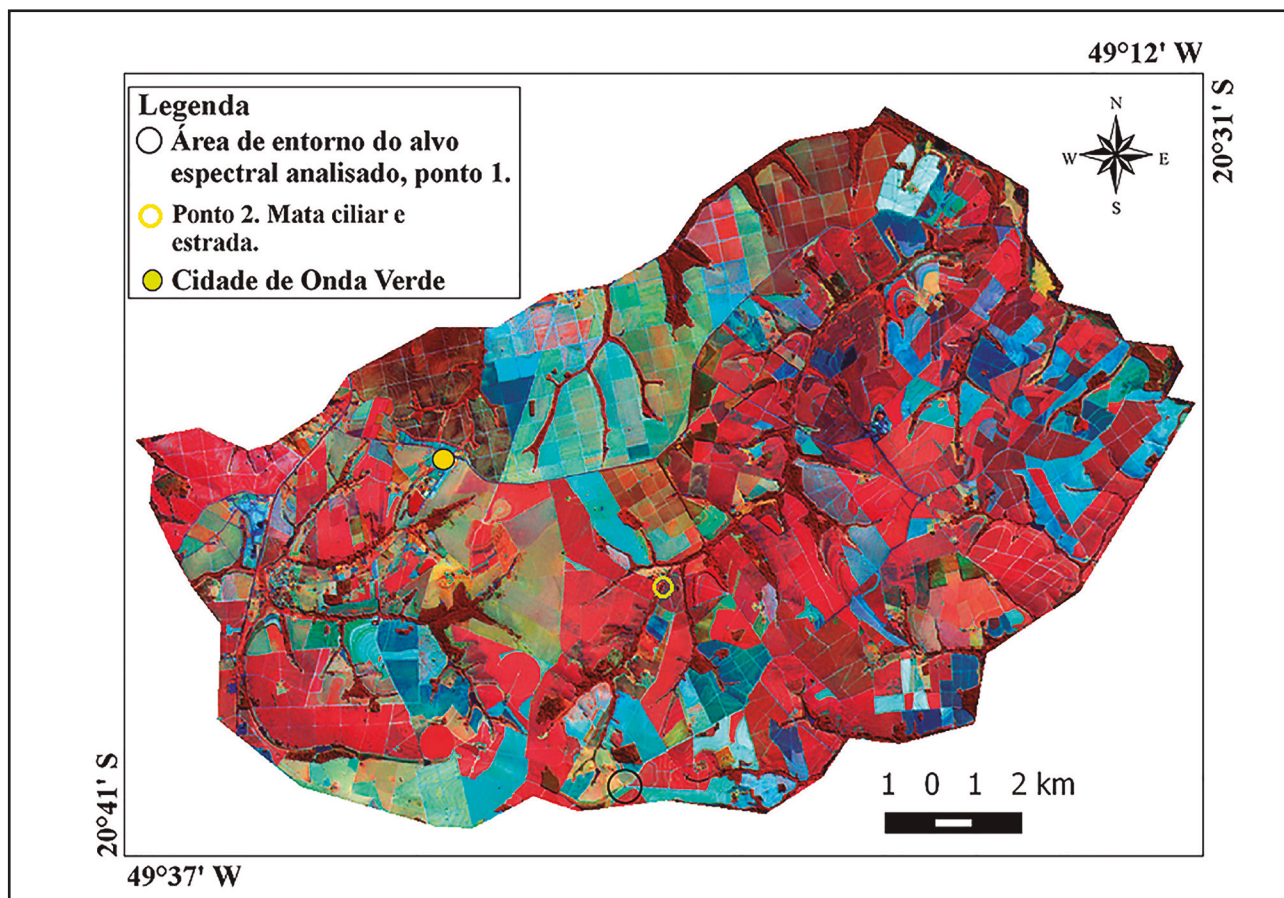 49°12' W
20°31' S
Legenda
Área de entorno do alvo
espectral analisado, ponto 1.
Ponto 2. Mata ciliar e
estrada.
Cidade de Onda Verde
N
W E
S
1 0 1 2 km
20°41' S
49°37' W